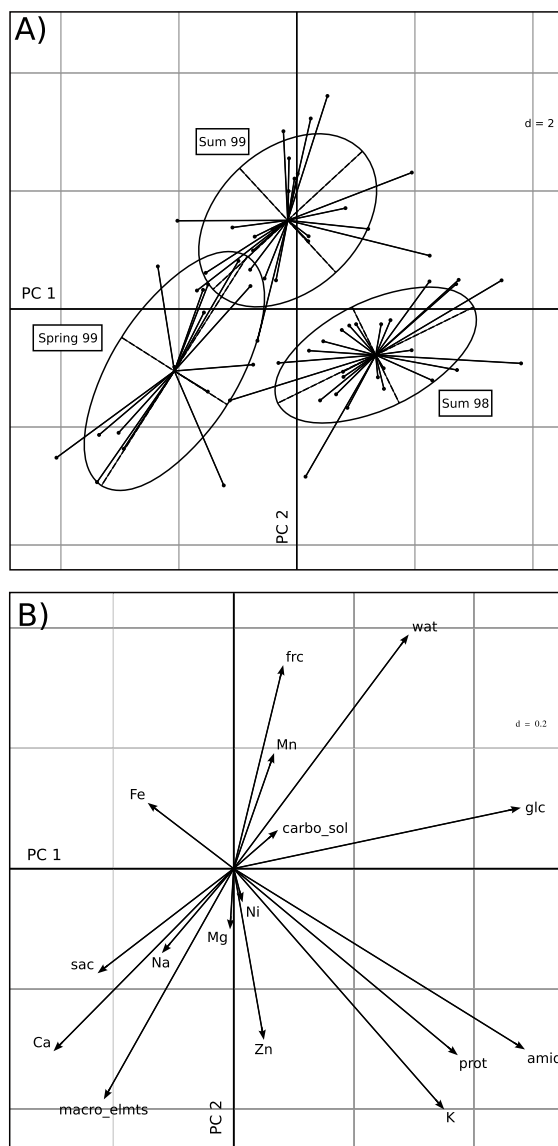 A)
d = 2
Sum 99
PC 1
Spring 99
Sum 98
PC 2
B)
wat
frc
d = 0.2
Mn
Fe
glc
carbo_sol
PC 1
Ni
Mg
Na
sac
Ca
Zn
amid
prot
macro_elmts
K
PC 2